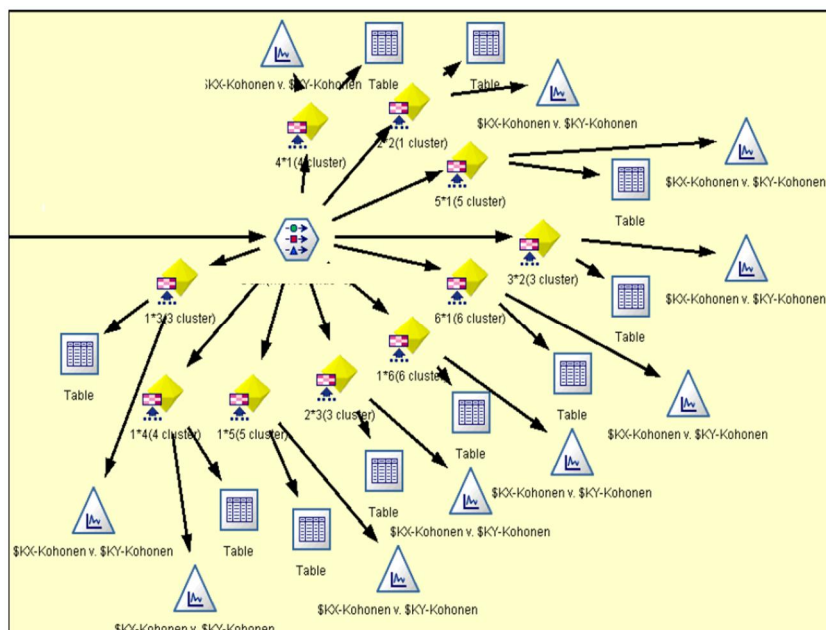 $KX-Kohonen v. $KY-Kohonen
Table
Table
$KX-Kohonen v. $KY-Kohonen
4*1(4 cluster)
2*2(1 cluster)
5*1(5 cluster)
$KX-Kohonen v. $KY-Kohonen
Table
3*2(3 cluster)
$KX-Kohonen v. $KY-Kohonen
Table
1*3(3 cluster)
6*1(6 cluster)
Table
1*6(6 cluster)
Table
$KX-Kohonen v. $KY-Kohonen
1*4(4 cluster)
1*5(5 cluster)
2*3(3 cluster)
Table
$KX-Kohonen v. $KY-Kohonen
Table
$KX-Kohonen v. $KY-Kohonen
$KX-Kohonen v. $KY-Kohonen
Table
Table
$KX-Kohonen v. $KY-Kohonen
$KX-Kohonen v. $KY-Kohonen